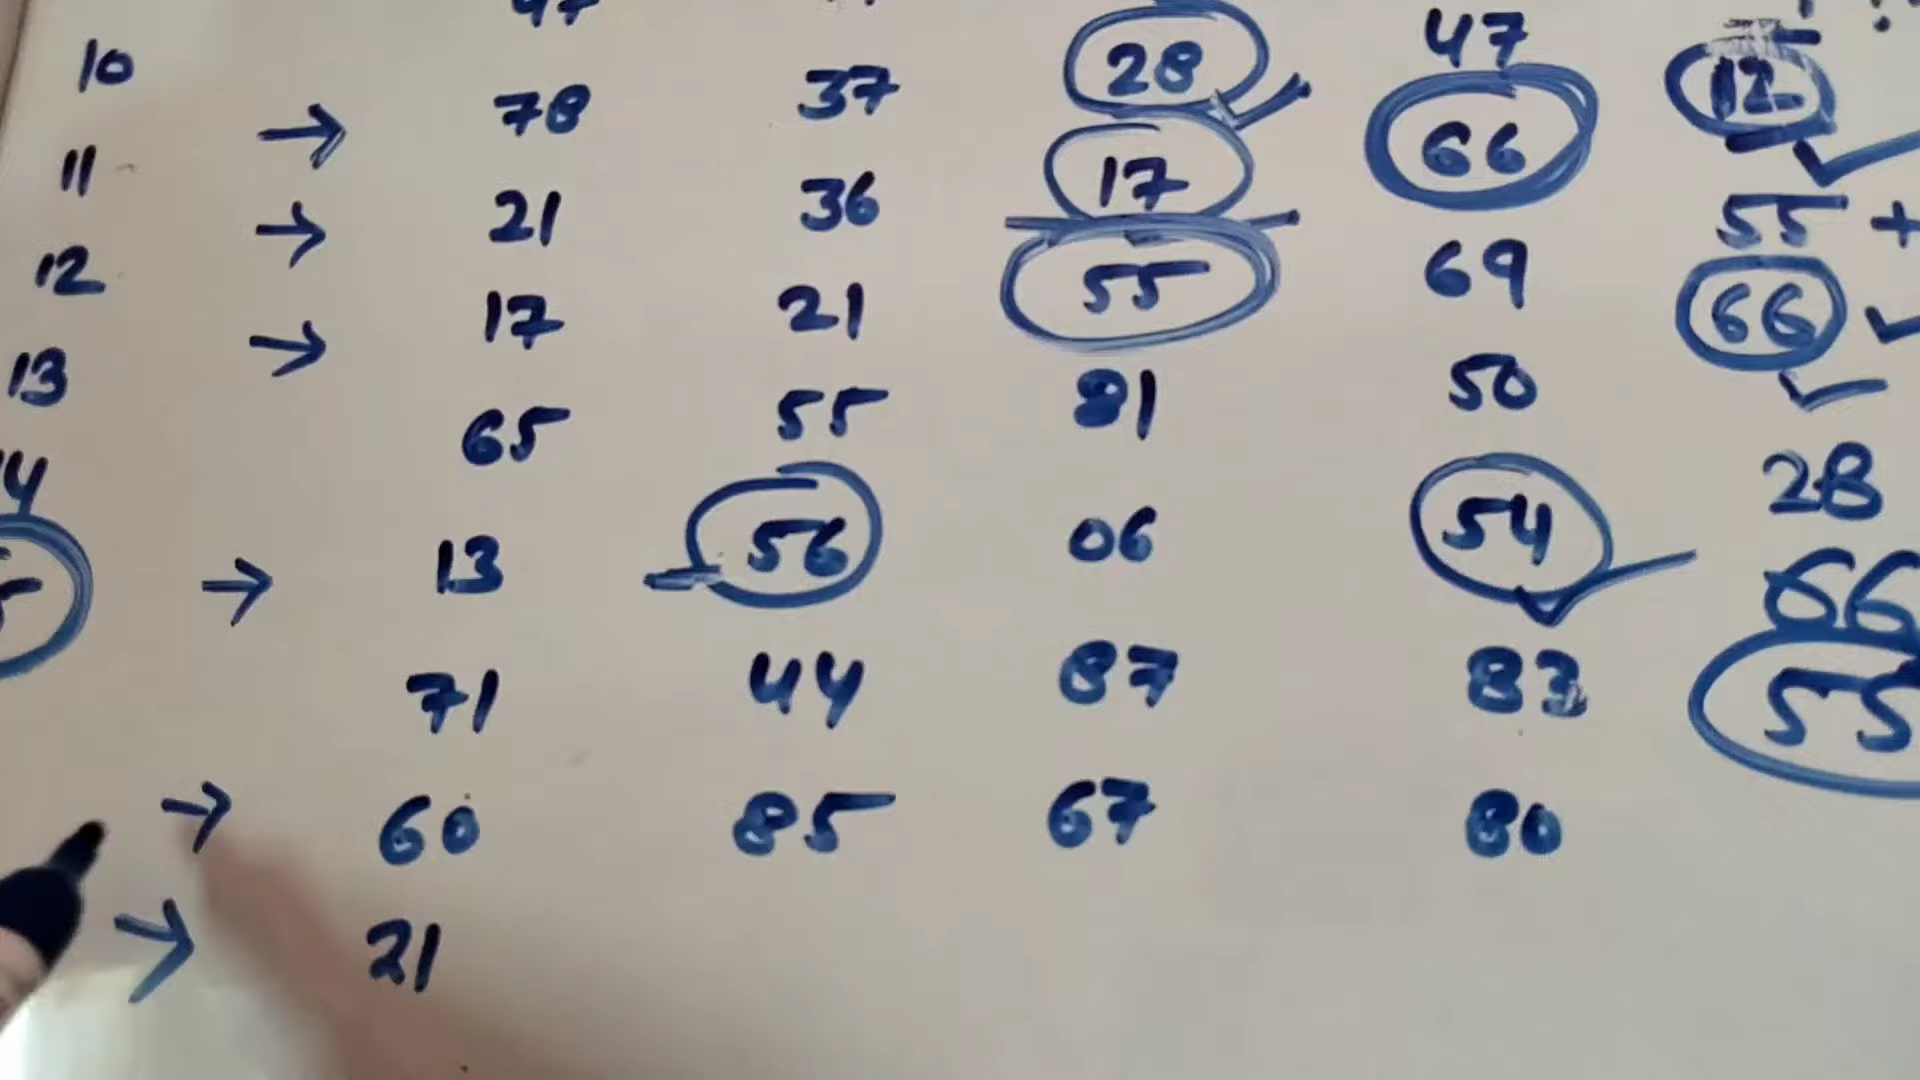 10 28 47
11 → 78 37 17 66 12
12 → 21 36 55 69 55 +
13 → 17 21 81 50 66
65 55 28
→ 13 56 06 54 66
71 44 87 83 55
→ 60 85 67 80
→ 21